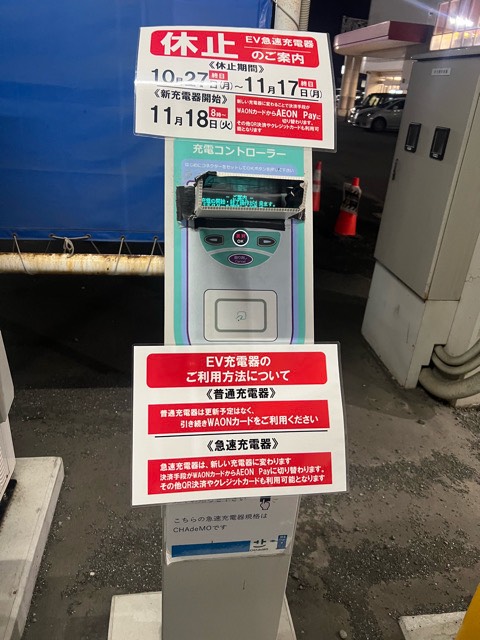 休止 EV急速充電器
のご案内
《休止期間》
10月27日(月)終日～11月17日(月)終日
《新充電器開始》
11月18日(火)8時～
新しい充電器に変わることで決済手段が
WAONカードからAEON Payに
切り替わります。
その他QR決済やクレジットカードも利用可
能となります
充電コントローラー
EV充電器の
ご利用方法について
《普通充電器》
普通充電器は更新予定はなく、
引き続きWAONカードをご利用ください
《急速充電器》
急速充電器は、新しい充電器に変わります
決済手段がWAONカードからAEON Payに切り替わります。
その他QR決済やクレジットカードも利用可能となります
こちらの急速充電器規格は
CHAdeMOです